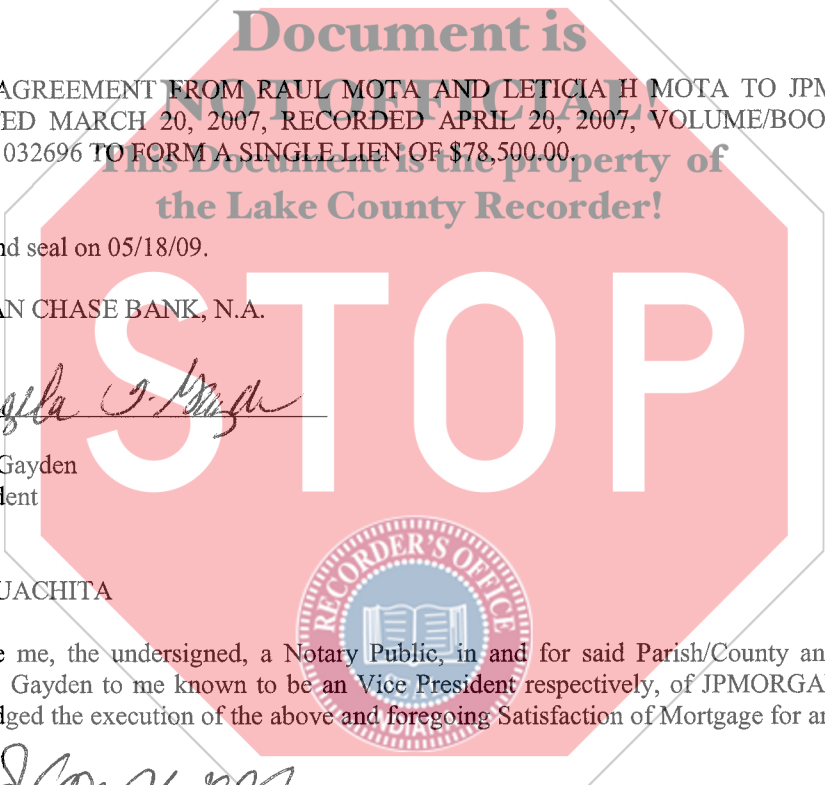 Document is
NOT OFFICIAL!
AGREEMENT FROM RAUL MOTA AND LETICIA H MOTA TO JPM
ED MARCH 20, 2007, RECORDED APRIL 20, 2007, VOLUME/BOO
032696 TO FORM A SINGLE LIEN OF $78,500.00.
This Document is the property of
the Lake County Recorder!
nd seal on 05/18/09.
AN CHASE BANK, N.A.
STOP
Gayden
dent
UACHITA
RECORDER'S OFFICE
e me, the undersigned, a Notary Public, in and for said Parish/County an
Gayden to me known to be an Vice President respectively, of JPMORGA
dged the execution of the above and foregoing Satisfaction of Mortgage for an